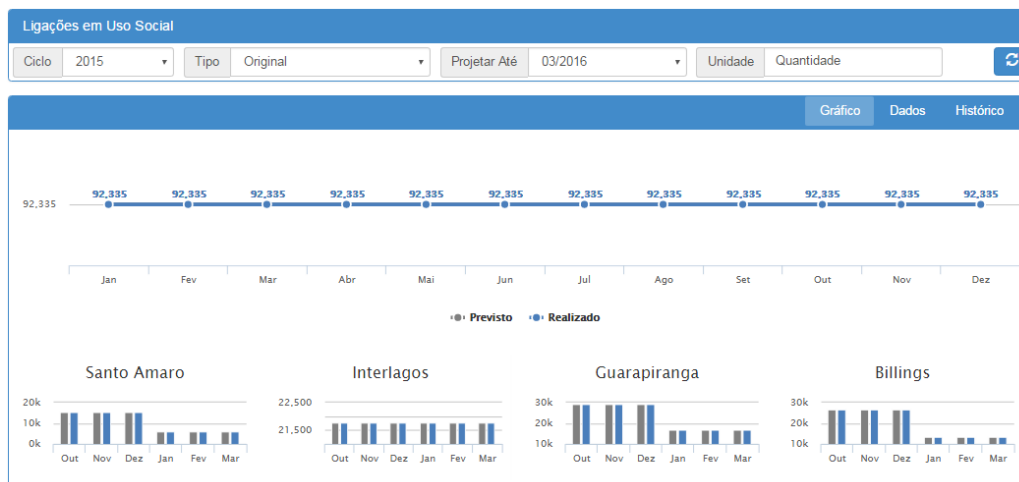 Ligações em Uso Social
Ciclo 2015 Tipo Original Projetar Até 03/2016 Unidade Quantidade
Gráfico Dados Histórico
92,335 92,335 92,335 92,335 92,335 92,335 92,335 92,335 92,335 92,335 92,335 92,335
92,335
Jan Fev Mar Abr Mai Jun Jul Ago Set Out Nov Dez
Previsto Realizado
Santo Amaro Interlagos Guarapiranga Billings
20k 22,500 30k 30k
10k 21,500 20k 20k
0k 10k 10k
Out Nov Dez Jan Fev Mar Out Nov Dez Jan Fev Mar Out Nov Dez Jan Fev Mar Out Nov Dez Jan Fev Mar